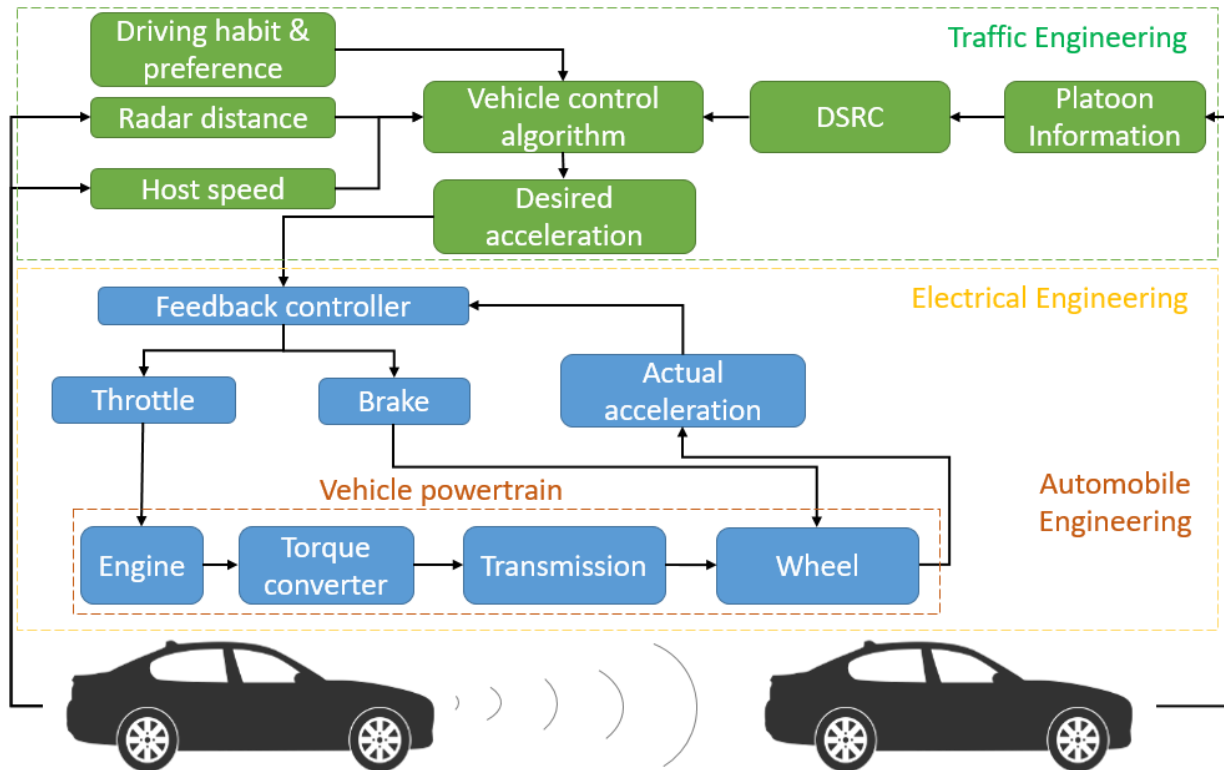 Driving habit &
preference
Traffic Engineering
Radar distance
Vehicle control
algorithm
DSRC
Platoon
Information
Host speed
Desired
acceleration
Feedback controller
Electrical Engineering
Throttle
Brake
Actual
acceleration
Vehicle powertrain
Automobile
Engineering
Engine
Torque
converter
Transmission
Wheel